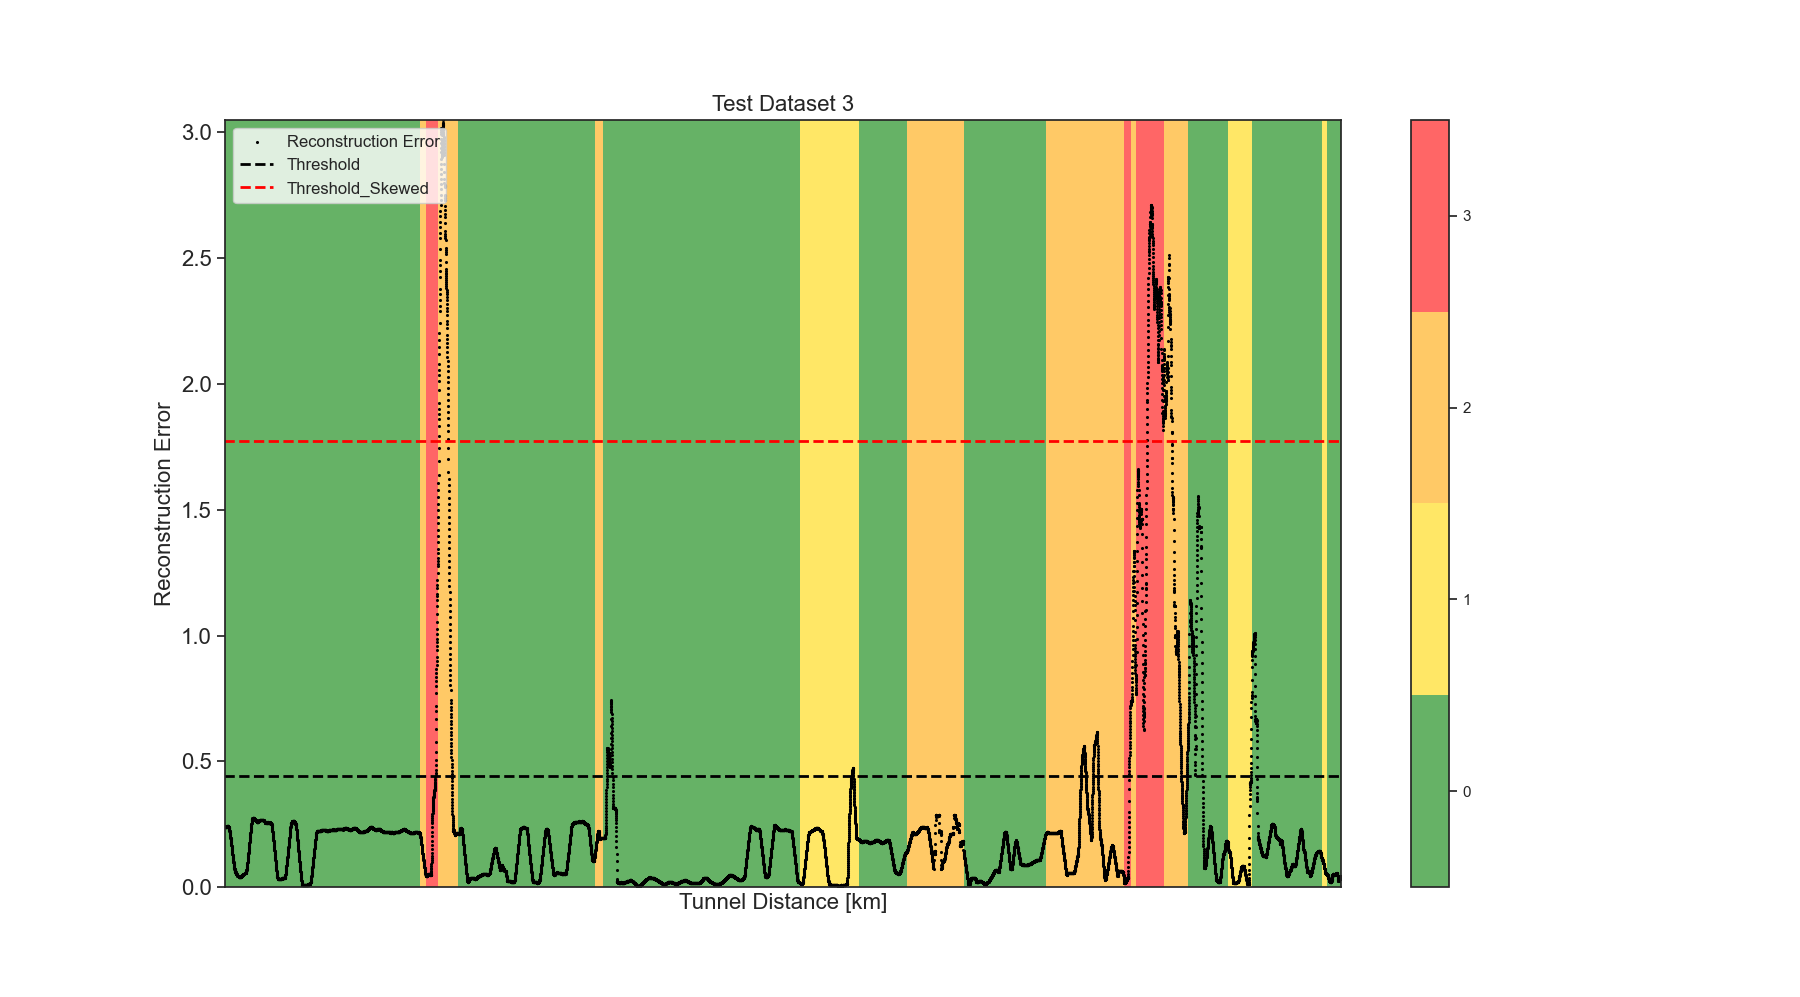 Test Dataset 3
3.0
2.5
2.0
1.5
1.0
0.5
0.0
Reconstruction Error
Reconstruction Error
Threshold
Threshold_Skewed
Tunnel Distance [km]
3
2
1
0